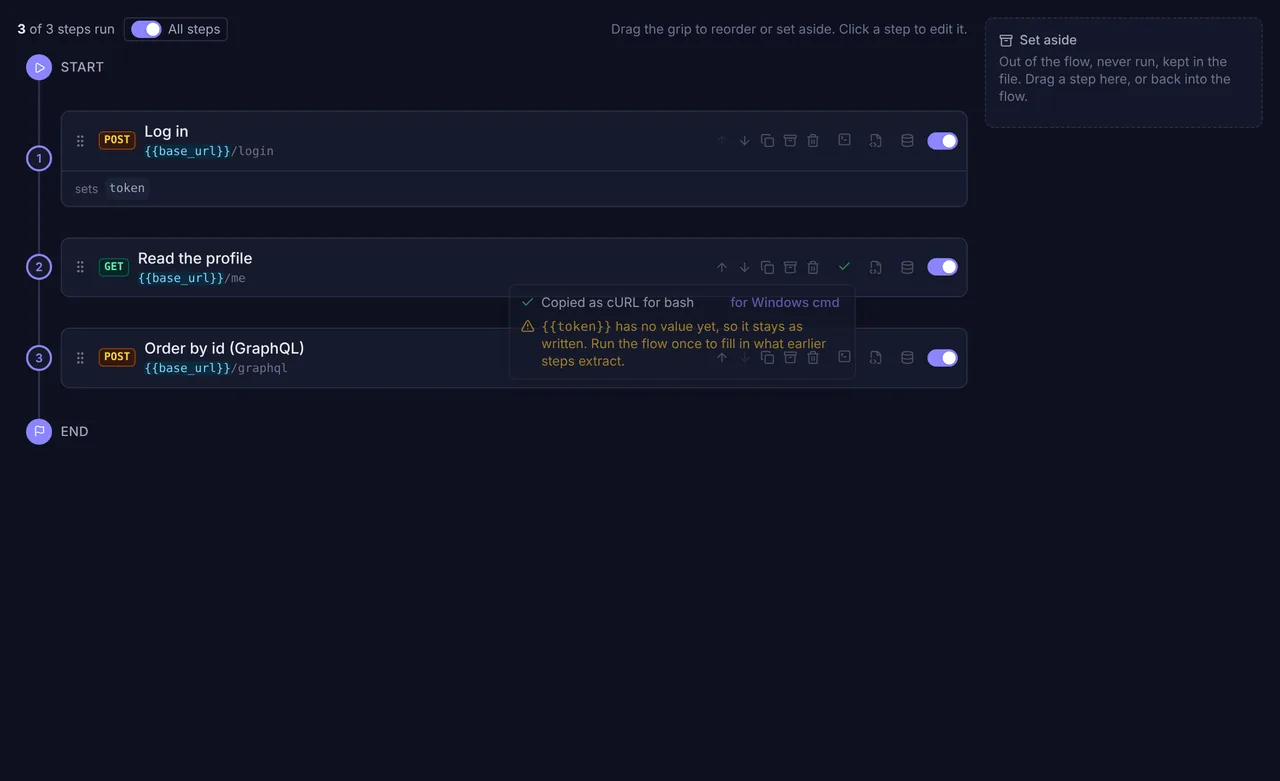 3 of 3 steps run
All steps
Drag the grip to reorder or set aside. Click a step to edit it.
Set aside
Out of the flow, never run, kept in the
file. Drag a step here, or back into the
flow.
START
1
POST
Log in
{{base_url}}/login
sets token
2
GET
Read the profile
{{base_url}}/me
Copied as cURL for bash
for Windows cmd
{{token}} has no value yet, so it stays as
written. Run the flow once to fill in what earlier
steps extract.
3
POST
Order by id (GraphQL)
{{base_url}}/graphql
END